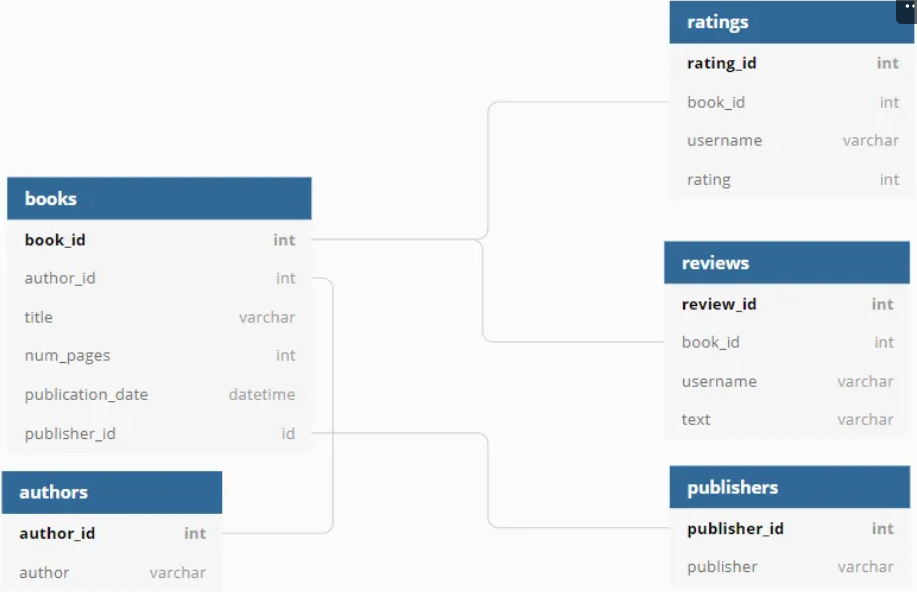 ratings
rating_id int
book_id int
username varchar
rating int
books
book_id int
author_id int
title varchar
num_pages int
publication_date datetime
publisher_id id
reviews
review_id int
book_id int
username varchar
text varchar
authors
author_id int
author varchar
publishers
publisher_id int
publisher varchar